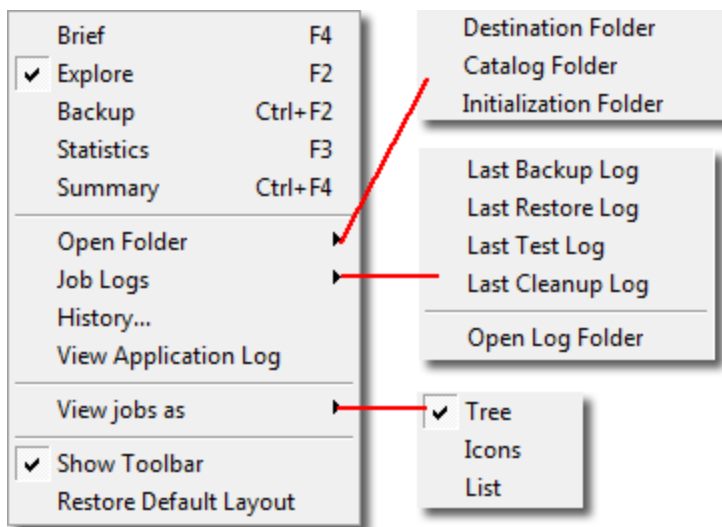 Brief F4
Explore F2
Backup Ctrl+F2
Statistics F3
Summary Ctrl+F4
Open Folder
Job Logs
History...
View Application Log
View jobs as
Show Toolbar
Restore Default Layout
Destination Folder
Catalog Folder
Initialization Folder
Last Backup Log
Last Restore Log
Last Test Log
Last Cleanup Log
Open Log Folder
Tree
Icons
List